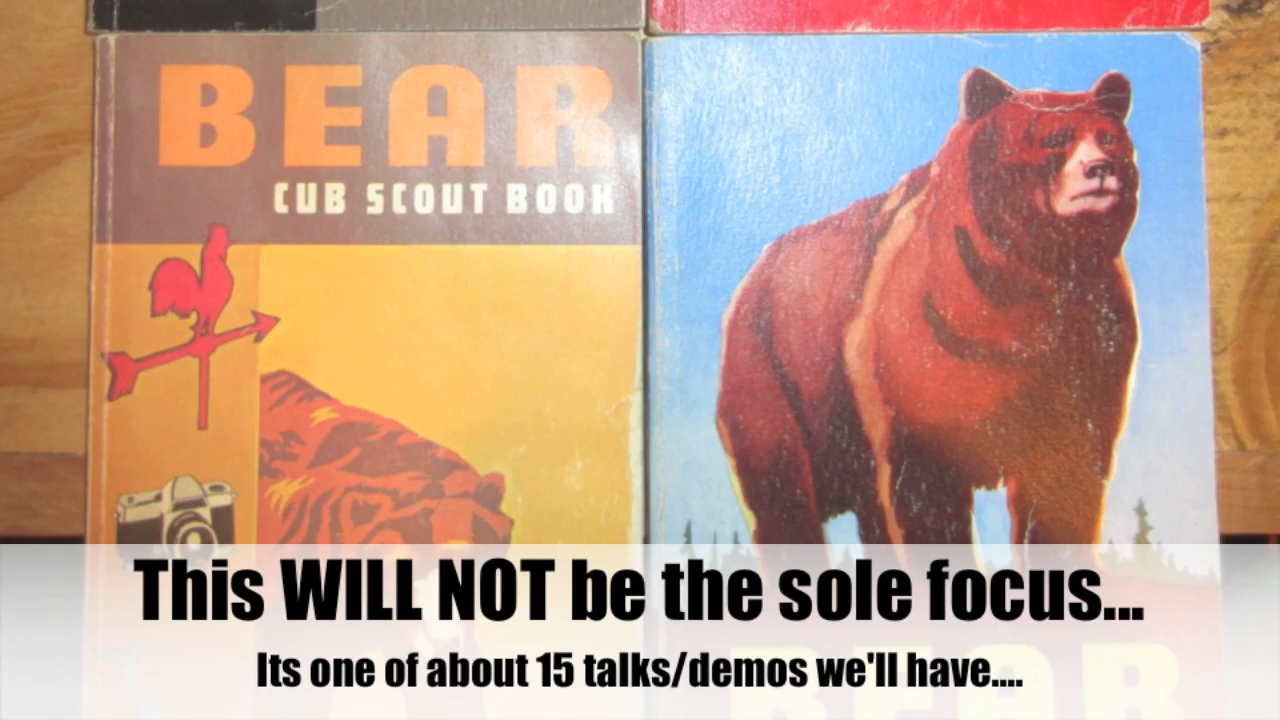 BEAR
CUB SCOUT BOOK
This WILL NOT be the sole focus...
Its one of about 15 talks/demos we'll have....
BEAR